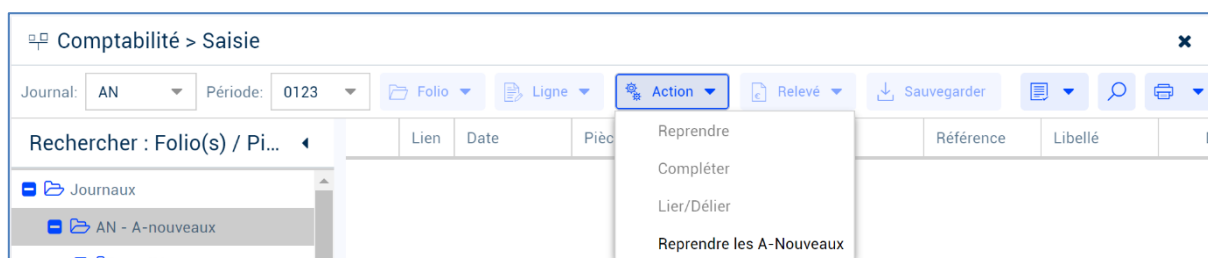 Comptabilité > Saisie
Journal: AN Période: 0123 Folio Ligne Action Relevé Sauvegarder
Rechercher : Folio(s) / Pi... Lien Date Pièc Référence Libellé
Reprendre
Compléter
Lier/Délier
Reprendre les A-Nouveaux
Journaux
AN - A-nouveaux